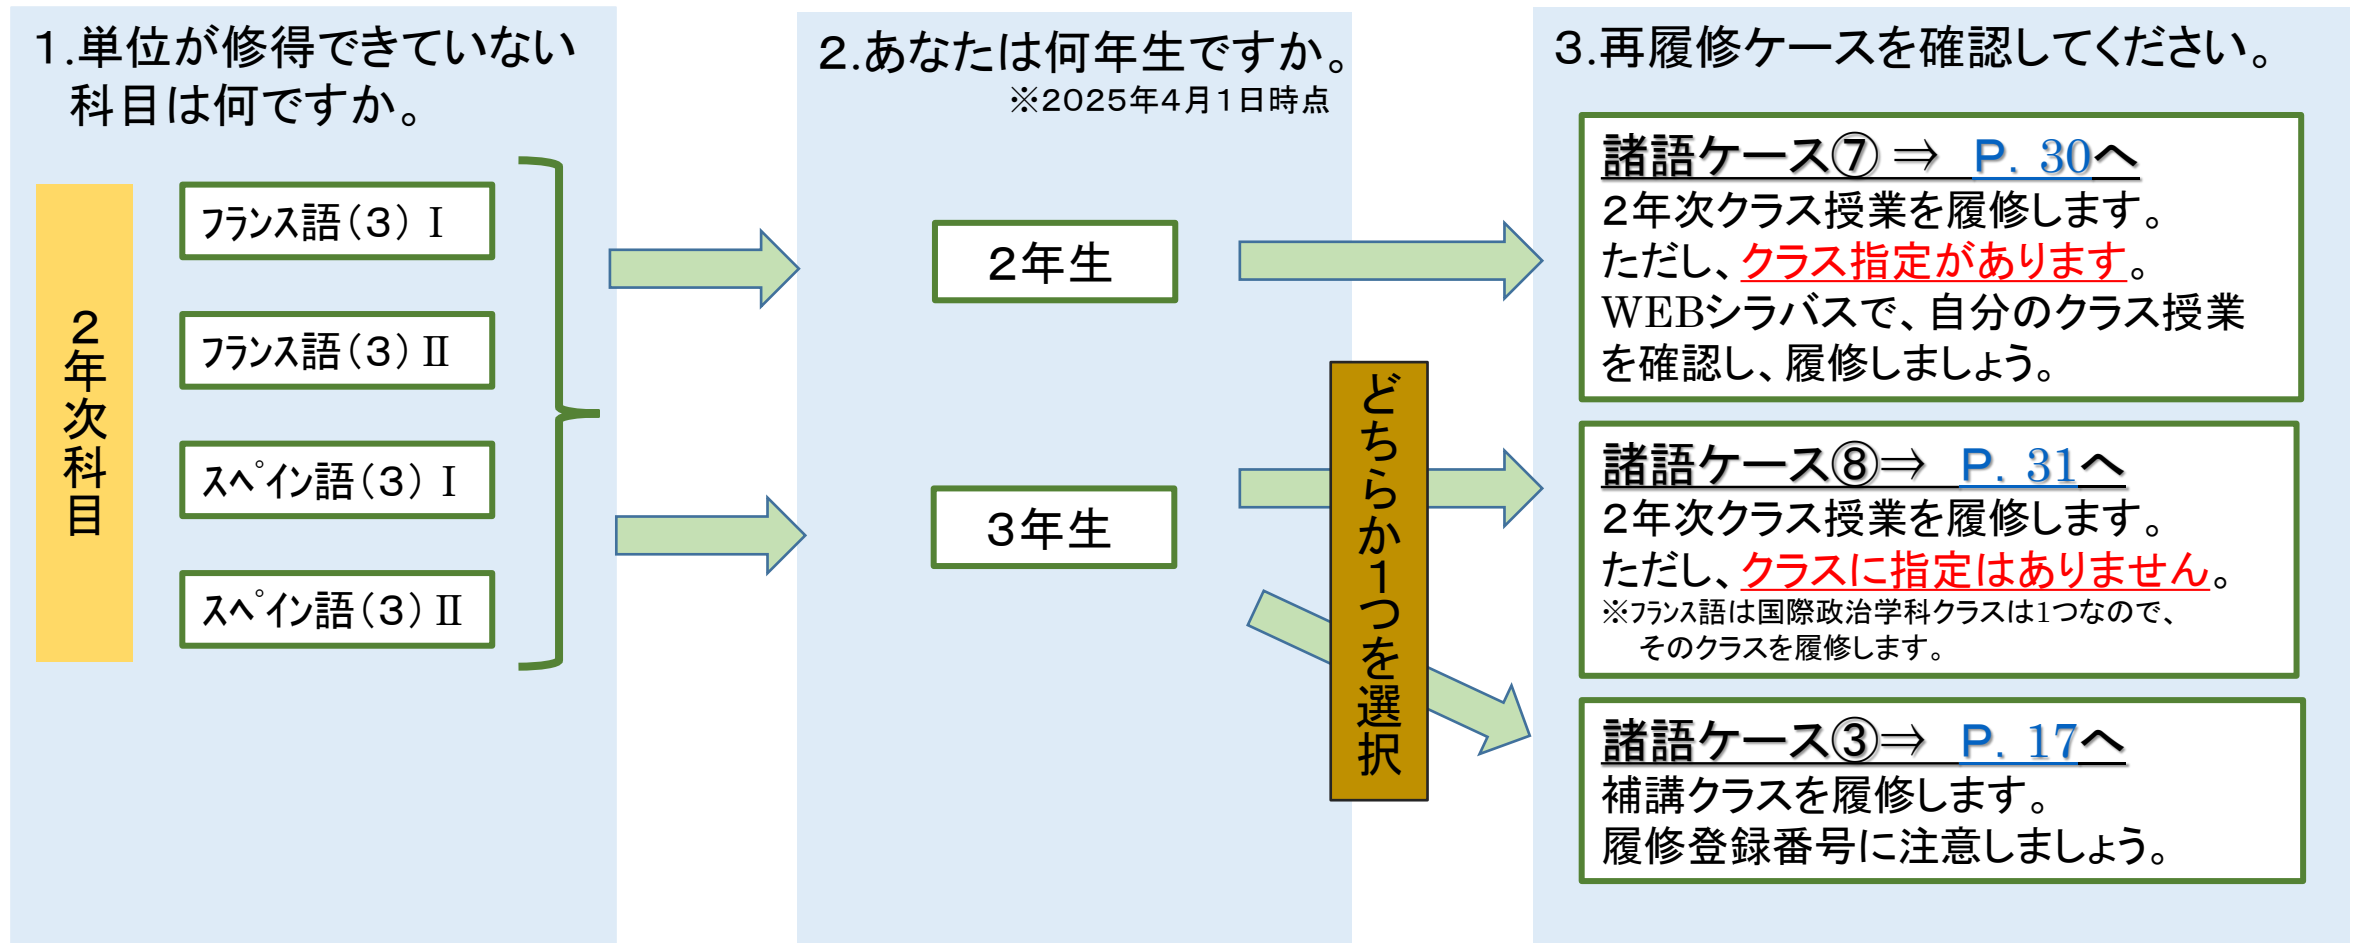 １.単位が修得できていない
科目は何ですか。
２年次科目
フランス語（３）Ⅰ
フランス語（３）Ⅱ
スペイン語（３）Ⅰ
スペイン語（３）Ⅱ
２.あなたは何年生ですか。
※２０２５年４月１日時点
２年生
３年生
どちらか１つを選択
３.再履修ケースを確認してください。
諸語ケース⑦ ⇒ Ｐ. 30へ
２年次クラス授業を履修します。
ただし、クラス指定があります。
WEBシラバスで、自分のクラス授業
を確認し、履修しましょう。
諸語ケース⑧⇒ Ｐ. 31へ
２年次クラス授業を履修します。
ただし、クラスに指定はありません。
※フランス語は国際政治学科クラスは1つなので、
そのクラスを履修します。
諸語ケース③⇒ Ｐ. 17へ
補講クラスを履修します。
履修登録番号に注意しましょう。